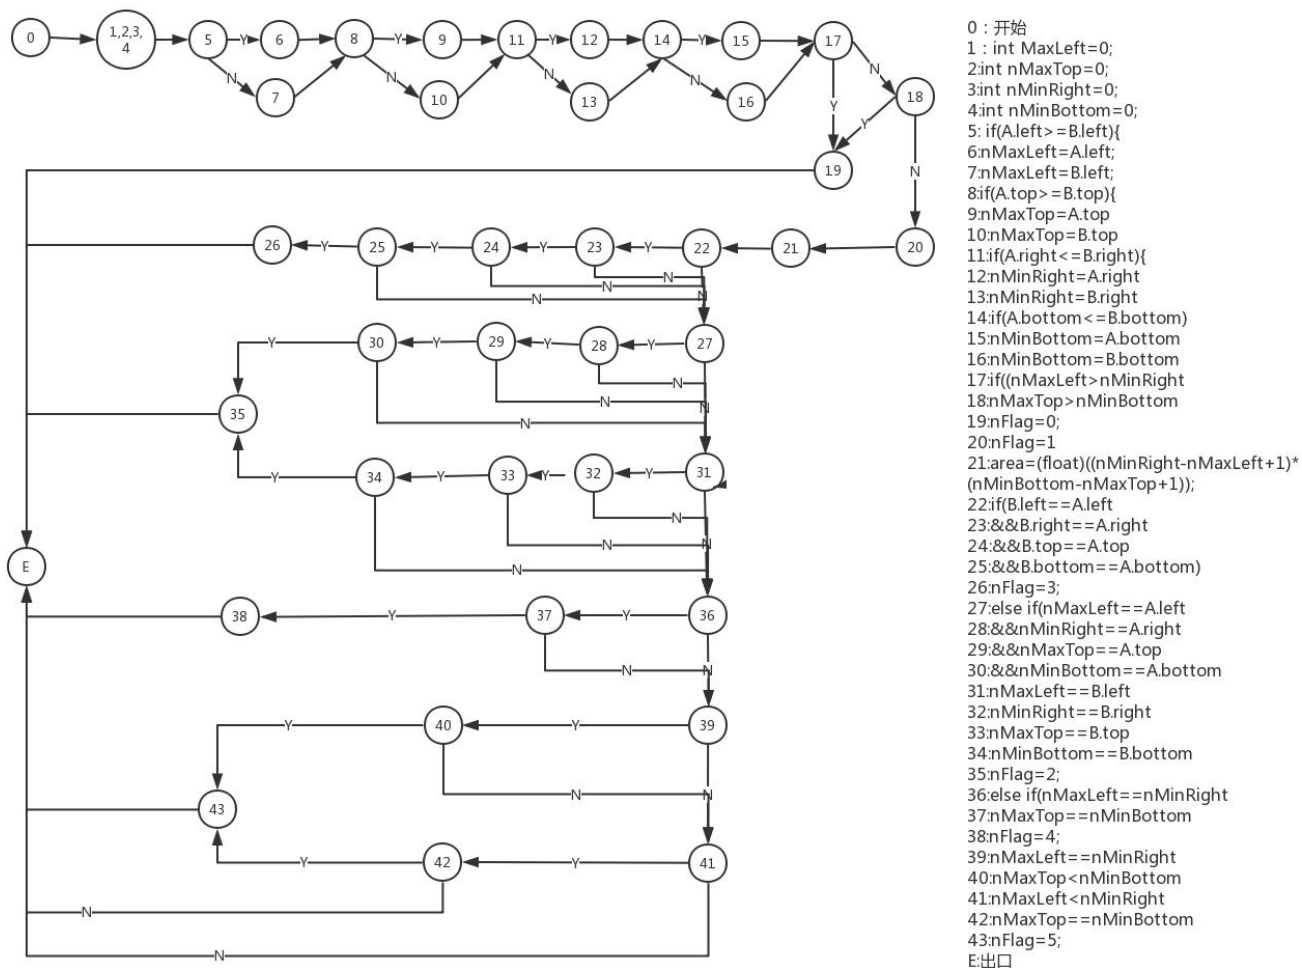 0
1,2,3,
4
5
Y
6
8
Y
9
11
Y
12
14
Y
15
17
N
7
N
10
N
13
N
16
N
18
Y
Y
19
N
26
Y
25
Y
24
Y
23
Y
22
21
20
N
N
N
N
Y
30
Y
29
Y
28
Y
27
N
N
N
N
35
Y
34
Y
33
Y
32
Y
31
N
N
N
N
E
38
Y
37
Y
36
N
N
Y
40
Y
39
N
N
43
Y
42
Y
41
N
N
0：开始
1：int MaxLeft=0;
2:int nMaxTop=0;
3:int nMinRight=0;
4:int nMinBottom=0;
5: if(A.left>=B.left){
6:nMaxLeft=A.left;
7:nMaxLeft=B.left;
8:if(A.top>=B.top){
9:nMaxTop=A.top
10:nMaxTop=B.top
11:if(A.right<=B.right){
12:nMinRight=A.right
13:nMinRight=B.right
14:if(A.bottom<=B.bottom)
15:nMinBottom=A.bottom
16:nMinBottom=B.bottom
17:if((nMaxLeft>nMinRight
18:nMaxTop>nMinBottom
19:nFlag=0;
20:nFlag=1
21:area=(float)((nMinRight-nMaxLeft+1)*
(nMinBottom-nMaxTop+1));
22:if(B.left==A.left
23:&&B.right==A.right
24:&&B.top==A.top
25:&&B.bottom==A.bottom)
26:nFlag=3;
27:else if(nMaxLeft==A.left
28:&&nMinRight==A.right
29:&&nMaxTop==A.top
30:&&nMinBottom==A.bottom
31:nMaxLeft==B.left
32:nMinRight==B.right
33:nMaxTop==B.top
34:nMinBottom==B.bottom
35:nFlag=2;
36:else if(nMaxLeft==nMinRight
37:nMaxTop==nMinBottom
38:nFlag=4;
39:nMaxLeft==nMinRight
40:nMaxTop<nMinBottom
41:nMaxLeft<nMinRight
42:nMaxTop==nMinBottom
43:nFlag=5;
E:出口